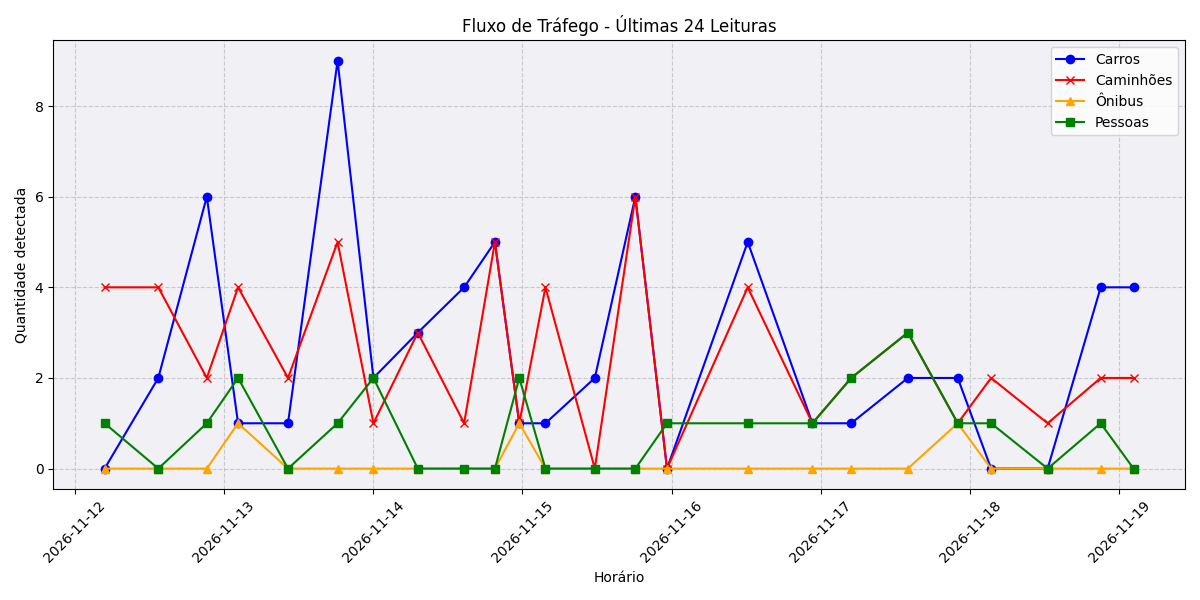 Fluxo de Tráfego - Últimas 24 Leituras
Carros
Caminhões
Ônibus
Pessoas
Quantidade detectada
8
6
4
2
0
2026-11-12
2026-11-13
2026-11-14
2026-11-15
2026-11-16
2026-11-17
2026-11-18
2026-11-19
Horário